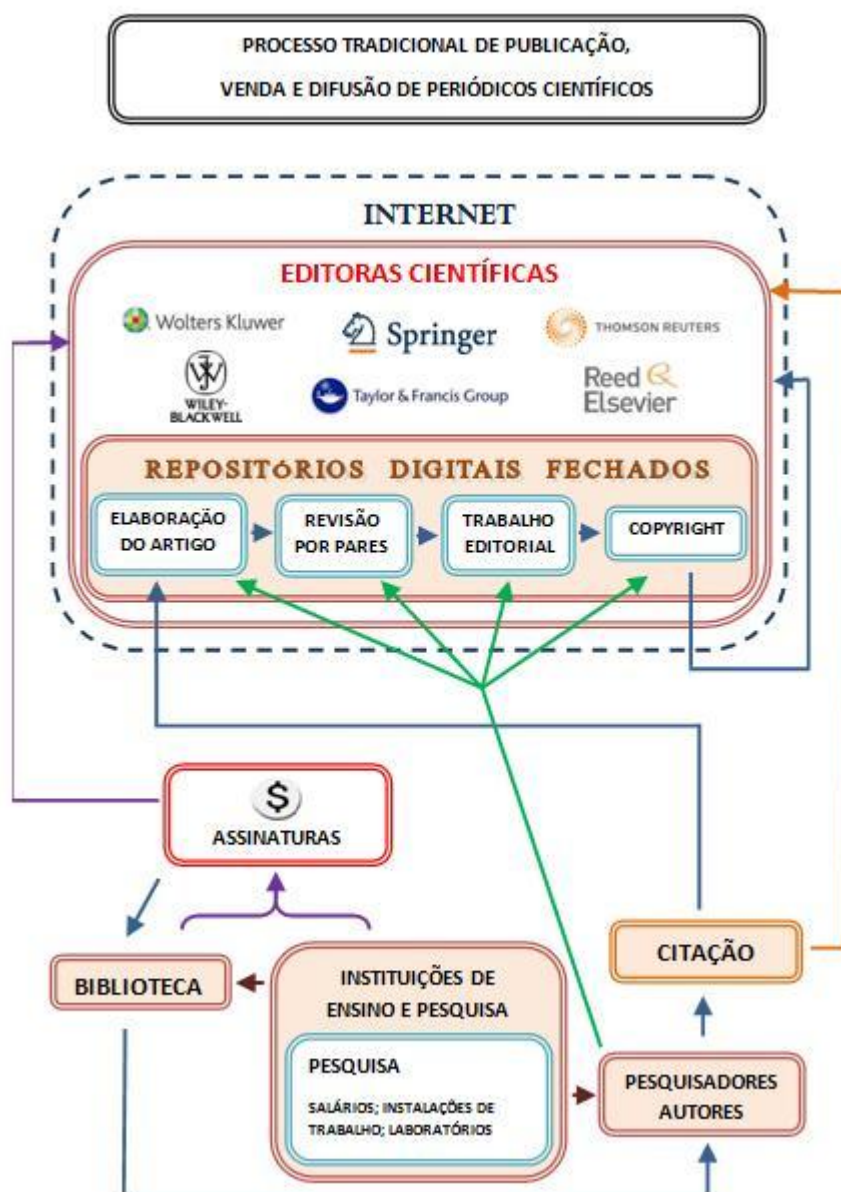 PROCESSO TRADICIONAL DE PUBLICAÇÃO,
VENDA E DIFUSÃO DE PERIÓDICOS CIENTÍFICOS
INTERNET
EDITORAS CIENTÍFICAS
Wolters Kluwer
Springer
THOMSON REUTERS
WILEY-
BLACKWELL
Taylor & Francis Group
Reed
Elsevier
REPOSITÓRIOS DIGITAIS FECHADOS
ELABORAÇÃO
DO ARTIGO
REVISÃO
POR PARES
TRABALHO
EDITORIAL
COPYRIGHT
$
ASSINATURAS
BIBLIOTECA
INSTITUIÇÕES DE
ENSINO E PESQUISA
PESQUISA
SALÁRIOS; INSTALAÇÕES DE
TRABALHO; LABORATÓRIOS
CITAÇÃO
PESQUISADORES
AUTORES